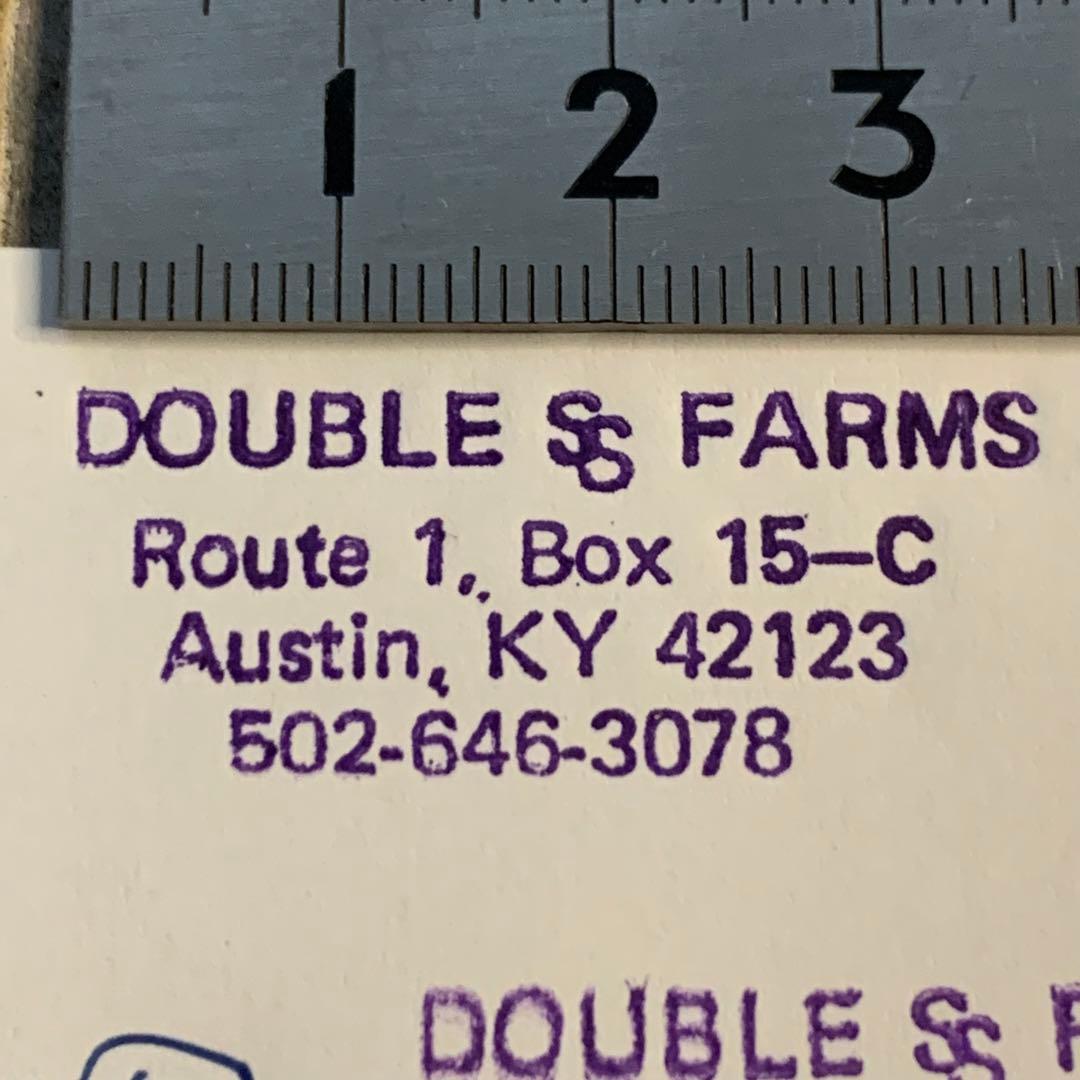 1 2 3
DOUBLE SS FARMS
Route 1, Box 15-C
Austin, KY 42123
502-646-3078
DOUBLE SS